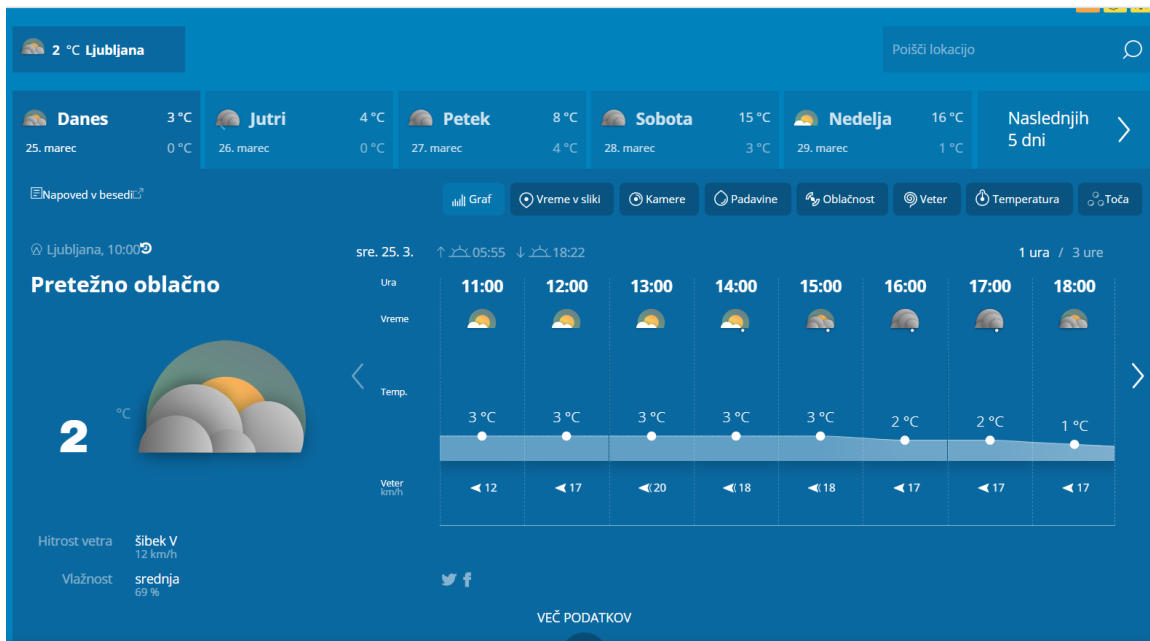 2 °C Ljubljana
Poišči lokacijo
Danes 3 °C
25. marec 0 °C
Jutri 4 °C
26. marec 0 °C
Petek 8 °C
27. marec 4 °C
Sobota 15 °C
28. marec 3 °C
Nedelja 16 °C
29. marec 1 °C
Naslednjih
5 dni
Napoved v besedi
Graf Vreme v sliki Kamere Padavine Oblačnost Veter Temperatura Toča
Ljubljana, 10:00
Pretežno oblačno
2 °C
Hitrost vetra šibek V
12 km/h
Vlažnost srednja
69 %
sre. 25. 3. ↑ 05:55 ↓ 18:22 1 ura / 3 ure
Ura 11:00 12:00 13:00 14:00 15:00 16:00 17:00 18:00
Vreme
Temp.
3 °C 3 °C 3 °C 3 °C 3 °C 2 °C 2 °C 1 °C
Veter
km/h
12 17 20 18 18 17 17 17
VEČ PODATKOV